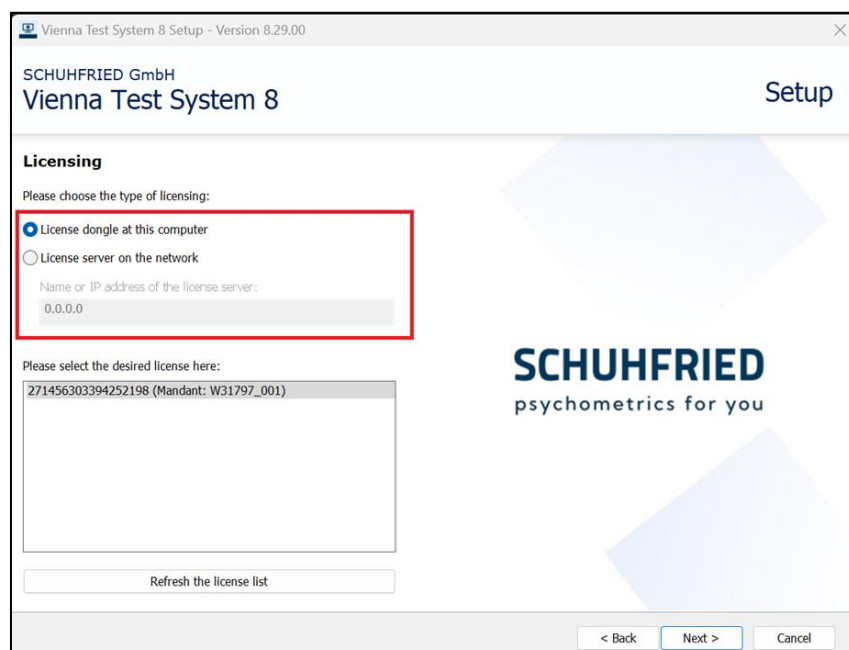 Vienna Test System 8 Setup - Version 8.29.00
SCHUHFRIED GmbH
Vienna Test System 8
Setup
Licensing
Please choose the type of licensing:
License dongle at this computer
License server on the network
Name or IP address of the license server:
0.0.0.0
Please select the desired license here:
271456303394252198 (Mandant: W31797_001)
Refresh the license list
SCHUHFRIED
psychometrics for you
< Back
Next >
Cancel